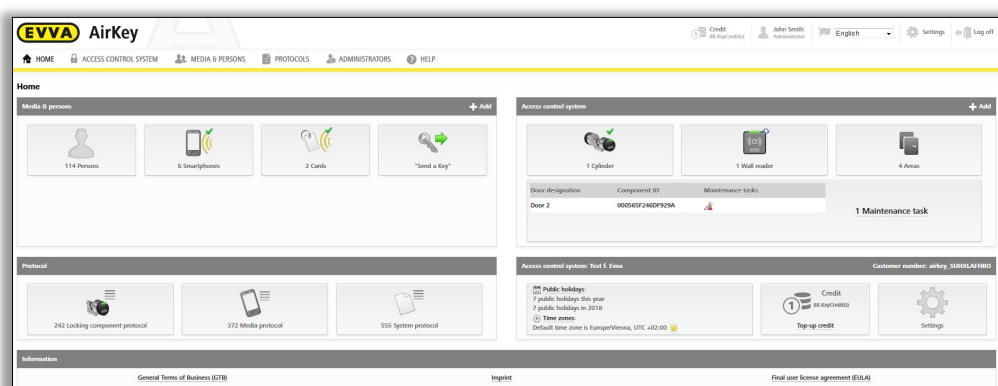 EVVA AirKey
Credit
88 KeyCredit(s)
John Smith
Administrator
English
Settings
Log off
HOME ACCESS CONTROL SYSTEM MEDIA & PERSONS PROTOCOLS ADMINISTRATORS HELP
Home
Media & persons Add
114 Persons 6 Smartphones 2 Cards "Send a Key"
Access control system Add
1 Cylinder 1 Wall reader 4 Areas
Door designation Component ID Maintenance tasks
Door 2 000565F246DF929A
1 Maintenance task
Protocol
242 Locking component protocol 372 Media protocol 555 System protocol
Access control system: Test f. Evva Customer number: airkey_SUHXLAFHBO
Public holidays:
7 public holidays this year
7 public holidays in 2018
Time zones:
Default time zone is Europe/Vienna, UTC +02:00
1
Credit
88 KeyCredit(s)
Top-up credit
Settings
Information
General Terms of Business (GTB) Imprint Final user license agreement (EULA)